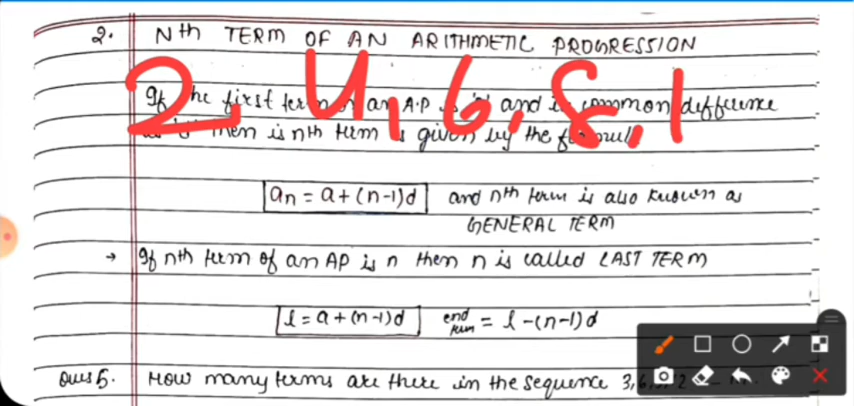 2. Nth TERM OF AN ARITHMETIC PROGRESSION
2, 4, 6, 8, 1
If the first term of an A.P is 'a' and common difference
then is nth term is given by the formul
an = a + (n-1)d and nth term is also known as
GENERAL TERM
→ If nth term of an AP is n then n is called LAST TERM
l = a + (n-1)d end term = l - (n-1)d
Ques 5. How many terms are there in the sequence 3, 6,